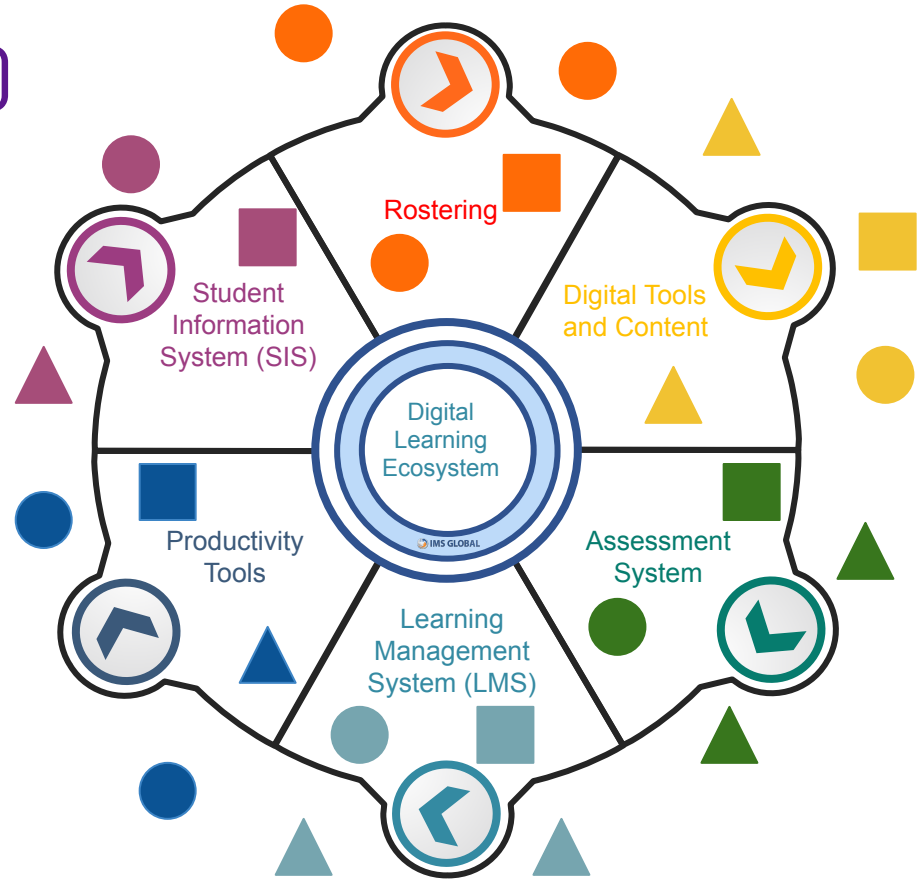 Rostering
Student
Information
System (SIS)
Digital Tools
and Content
Digital
Learning
Ecosystem
IMS GLOBAL
Productivity
Tools
Assessment
System
Learning
Management
System (LMS)